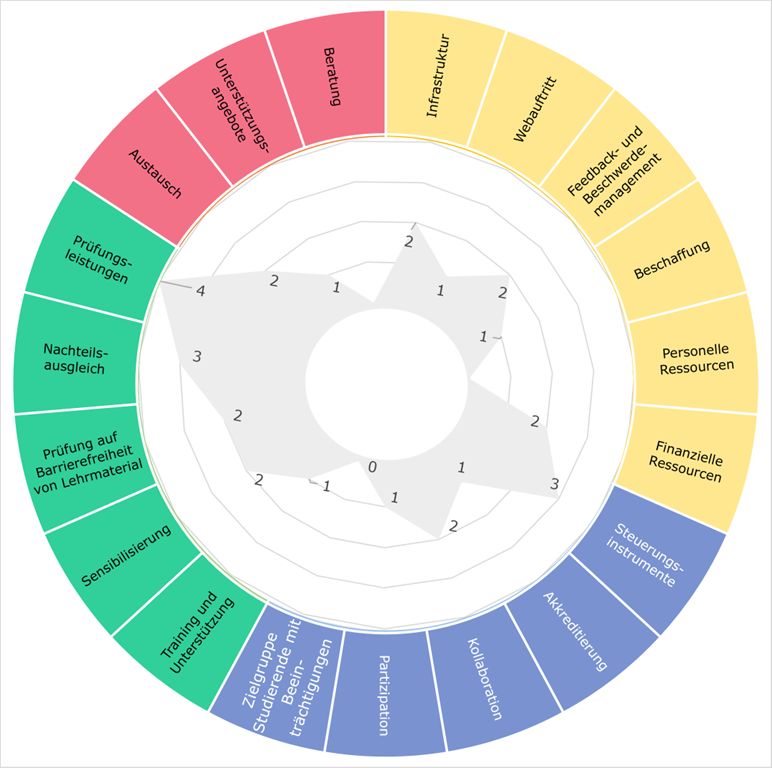 Infrastruktur
Webauftritt
Feedback- und
Beschwerde-
management
Beschaffung
Personelle
Ressourcen
Finanzielle
Ressourcen
Steuerungs-
instrumente
Akkreditierung
Kollaboration
Partizipation
Zielgruppe
Studierende mit
Beein-
trächtigungen
Training und
Unterstützung
Sensibilisierung
Prüfung auf
Barrierefreiheit
von Lehrmaterial
Nachteils-
ausgleich
Prüfungs-
leistungen
Austausch
Unterstützungs-
angebote
Beratung
2
1
2
1
2
3
1
2
1
0
1
2
2
3
4
2
1